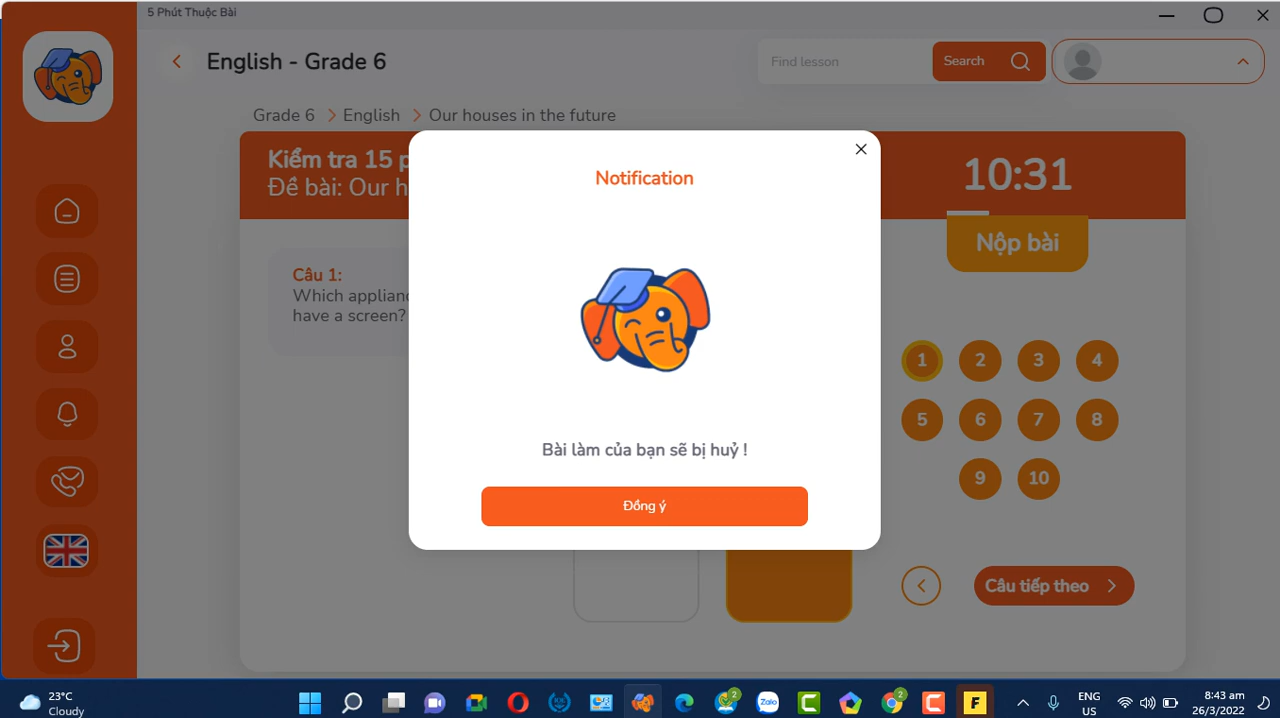 5 Phút Thuộc Bài
English - Grade 6
Find lesson
Search
Grade 6
English
Our houses in the future
Kiểm tra 15 p
Đề bài: Our h
10:31
Nộp bài
Notification
Câu 1:
Which applianc
have a screen?
1 2 3 4
5 6 7 8
9 10
Bài làm của bạn sẽ bị huỷ !
Đồng ý
Câu tiếp theo
23°C
Cloudy
2
Zalo
2
F
ENG
US
8:43 am
26/3/2022